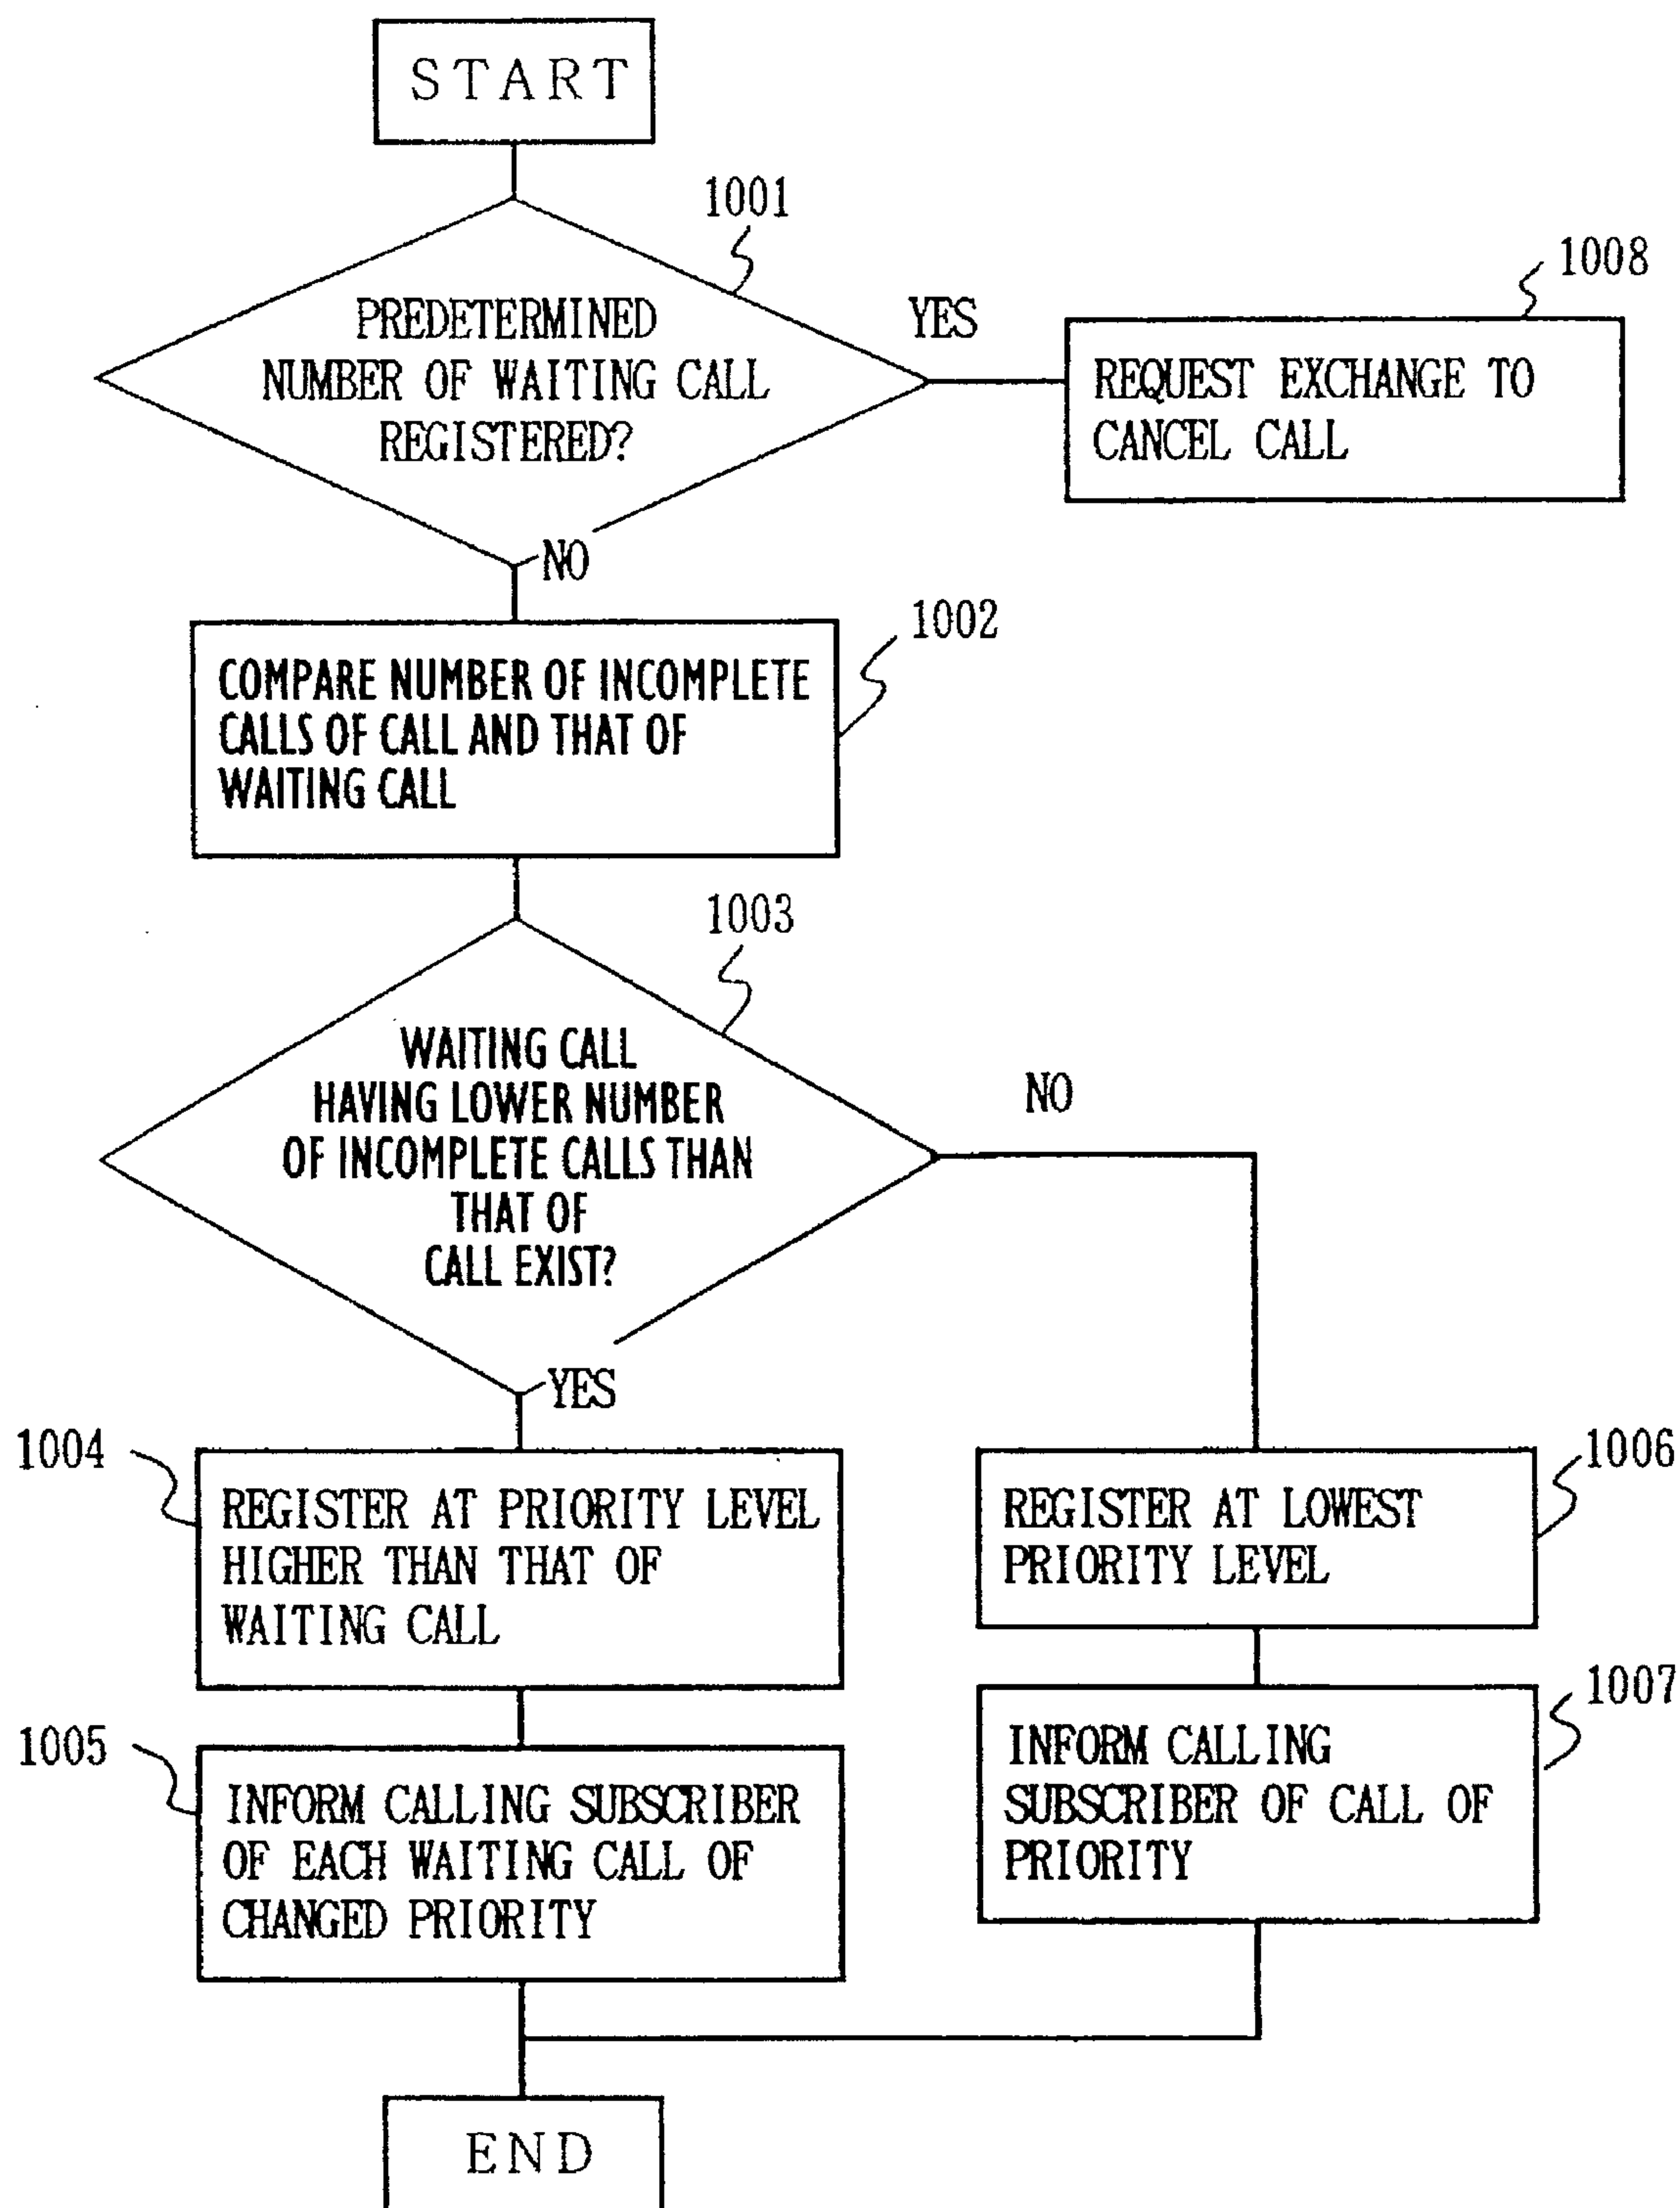 START
1001
PREDETERMINED
NUMBER OF WAITING CALL
REGISTERED?
YES
1008
REQUEST EXCHANGE TO
CANCEL CALL
NO
1002
COMPARE NUMBER OF INCOMPLETE
CALLS OF CALL AND THAT OF
WAITING CALL
1003
WAITING CALL
HAVING LOWER NUMBER
OF INCOMPLETE CALLS THAN
THAT OF
CALL EXIST?
NO
YES
1004
REGISTER AT PRIORITY LEVEL
HIGHER THAN THAT OF
WAITING CALL
1006
REGISTER AT LOWEST
PRIORITY LEVEL
1005
INFORM CALLING SUBSCRIBER
OF EACH WAITING CALL OF
CHANGED PRIORITY
1007
INFORM CALLING
SUBSCRIBER OF CALL OF
PRIORITY
END